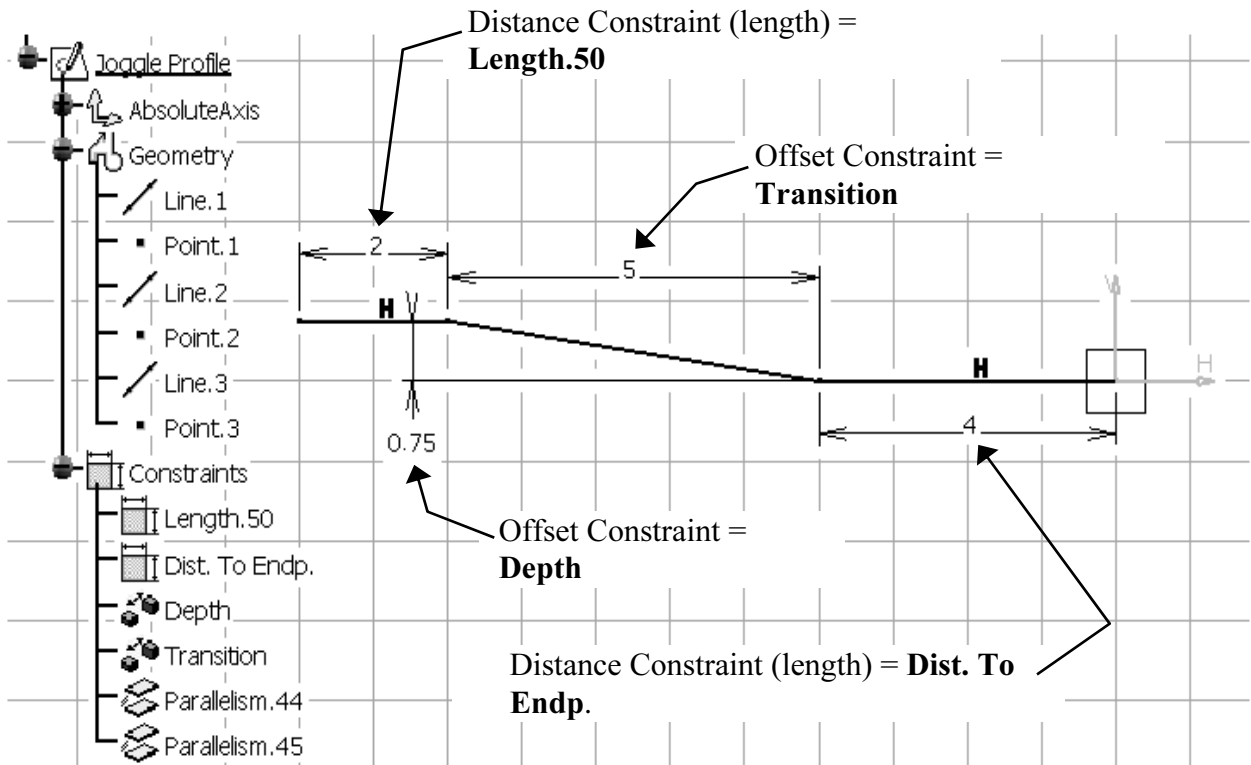 Distance Constraint (length) =
Length.50
Joggle Profile
AbsoluteAxis
Geometry
Line.1
Point.1
Line.2
Point.2
Line.3
Point.3
Constraints
Length.50
Dist. To Endp.
Depth
Transition
Parallelism.44
Parallelism.45
Offset Constraint =
Transition
2
5
H
V
H
H
4
0.75
Offset Constraint =
Depth
Distance Constraint (length) = Dist. To
Endp.